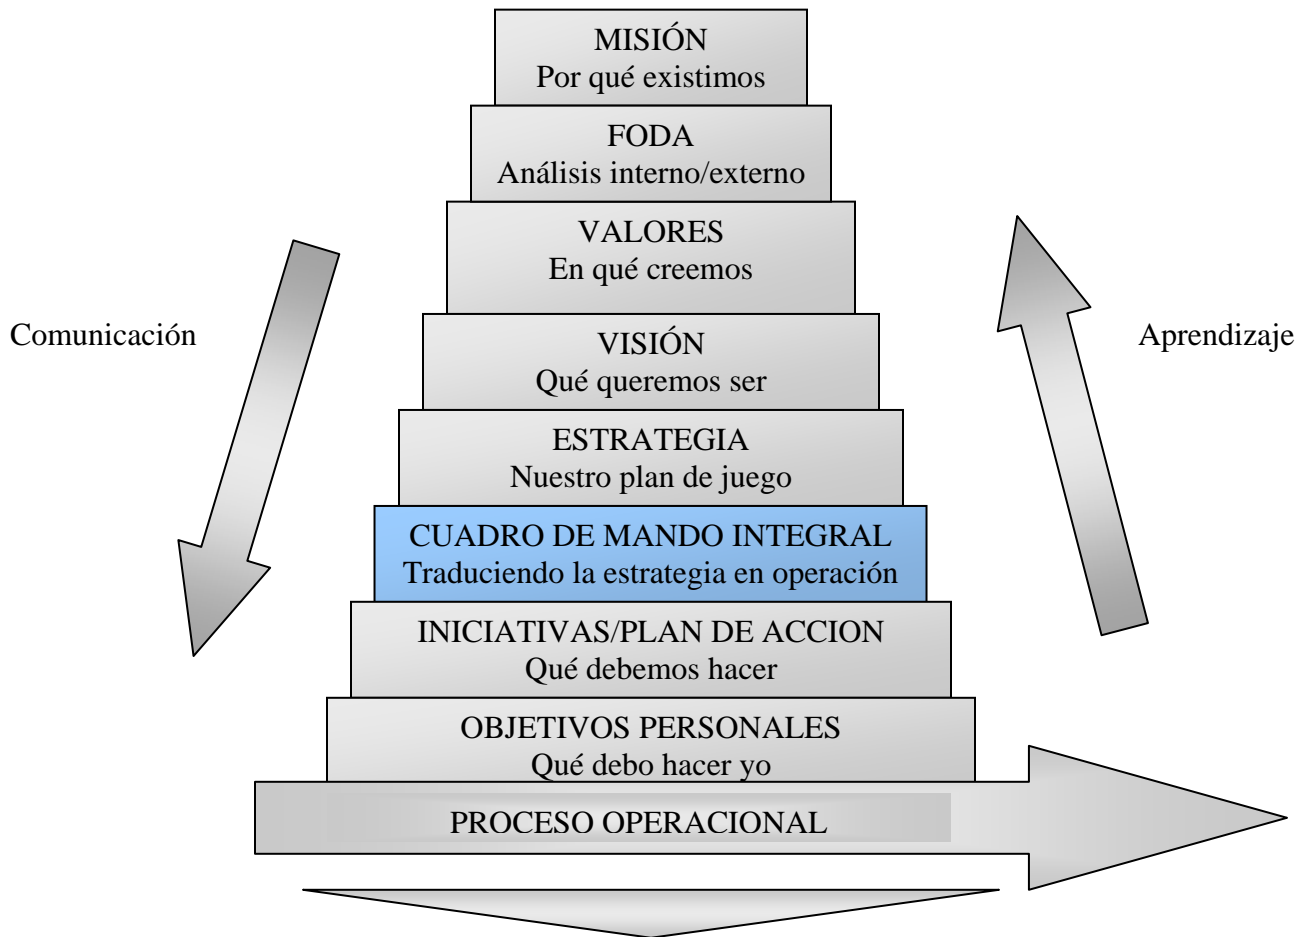 MISIÓN
Por qué existimos
FODA
Análisis interno/externo
VALORES
En qué creemos
Comunicación
Aprendizaje
VISIÓN
Qué queremos ser
ESTRATEGIA
Nuestro plan de juego
CUADRO DE MANDO INTEGRAL
Traduciendo la estrategia en operación
INICIATIVAS/PLAN DE ACCION
Qué debemos hacer
OBJETIVOS PERSONALES
Qué debo hacer yo
PROCESO OPERACIONAL